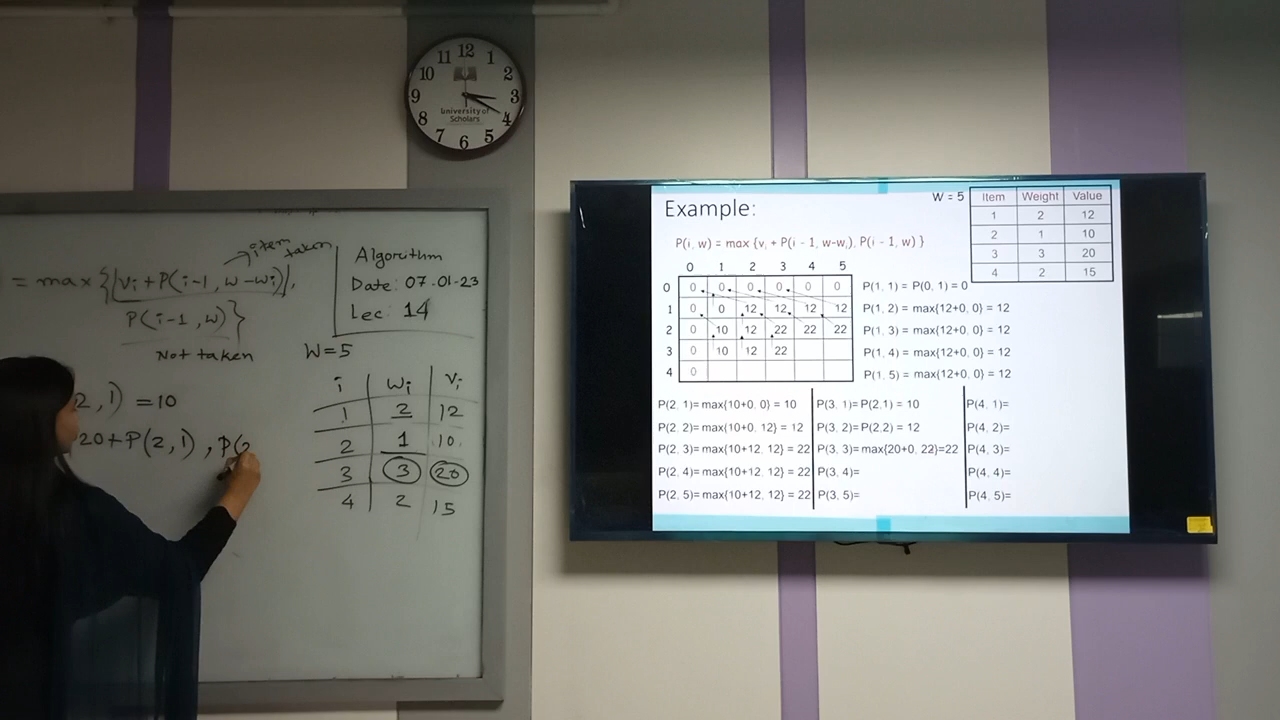 12
1
2
3
4
5
6
7
8
9
10
11
University of
Scholars
item
taken
= max {|vi + P(i-1, w-wi)|,
P(i-1, w)}
Not taken
Algorithm
Date: 07-01-23
Lec: 14
W=5
i wi vi
1 2 12
2 1 10
3 3 20
4 2 15
2, 1) = 10
20+P(2,1), P(2
Example:
W = 5
Item Weight Value
1 2 12
2 1 10
3 3 20
4 2 15
P(i, w) = max {vi + P(i - 1, w-wi), P(i - 1, w) }
0 1 2 3 4 5
0 0 0 0 0 0 0
1 0 0 12 12 12 12
2 0 10 12 22 22 22
3 0 10 12 22
4 0
P(1, 1) = P(0, 1) = 0
P(1, 2) = max{12+0, 0} = 12
P(1, 3) = max{12+0, 0} = 12
P(1, 4) = max{12+0, 0} = 12
P(1, 5) = max{12+0, 0} = 12
P(2, 1)= max{10+0, 0} = 10
P(2, 2)= max{10+0, 12} = 12
P(2, 3)= max{10+12, 12} = 22
P(2, 4)= max{10+12, 12} = 22
P(2, 5)= max{10+12, 12} = 22
P(3, 1)= P(2,1) = 10
P(3, 2)=P(2,2) = 12
P(3, 3)=max{20+0, 22}=22
P(3, 4)=
P(3, 5)=
P(4, 1)=
P(4, 2)=
P(4, 3)=
P(4, 4)=
P(4, 5)=